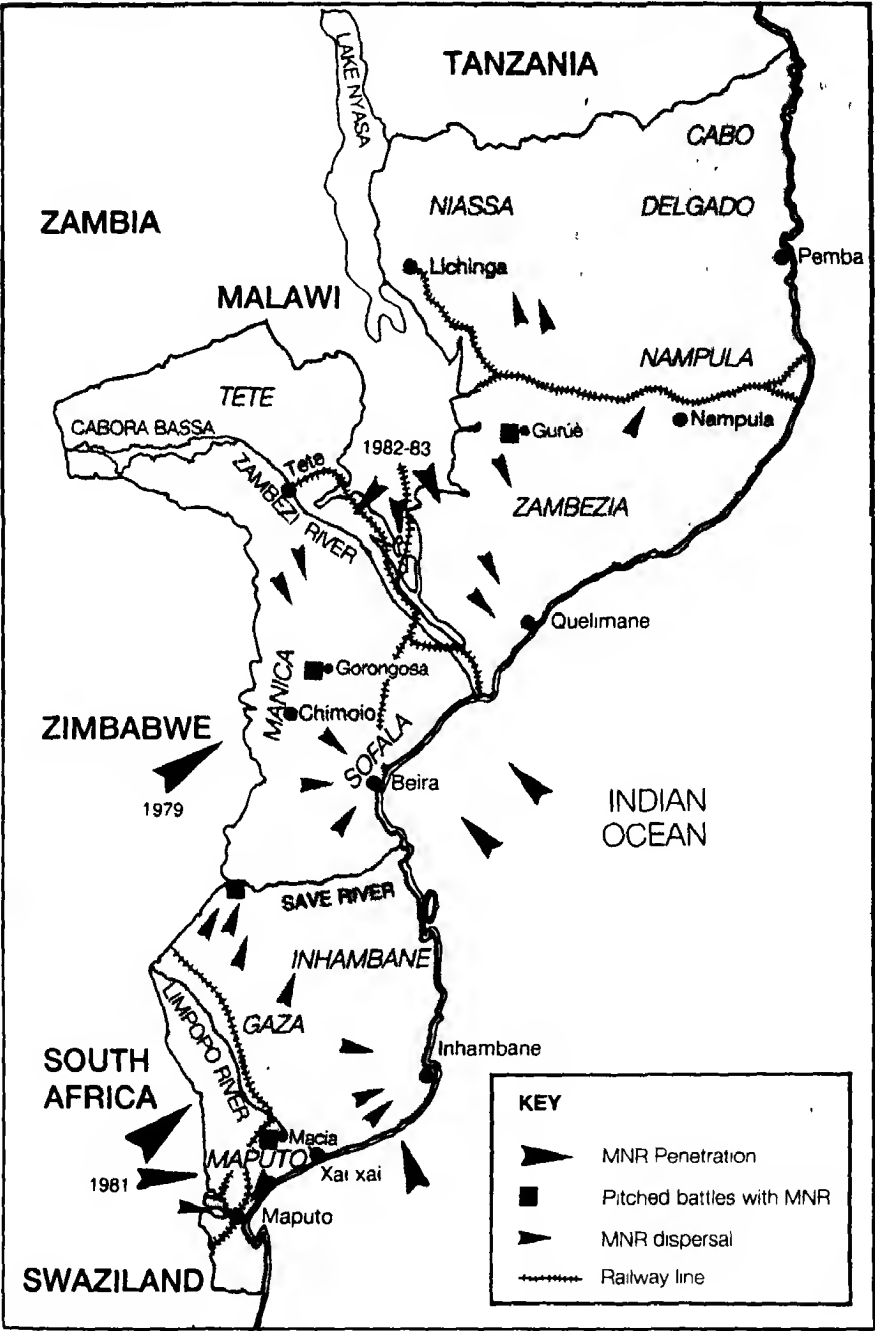 TANZANIA
LAKE NYASA
CABO
DELGADO
NIASSA
ZAMBIA
Lichinga
Pemba
MALAWI
NAMPULA
TETE
CABORA BASSA
Nampula
Gurùe
1982-83
Tete
ZAMBEZI RIVER
ZAMBEZIA
Quelimane
MANICA
Gorongosa
Chimoio
ZIMBABWE
SOFALA
Beira
1979
INDIAN
OCEAN
SAVE RIVER
INHAMBANE
LIMPOPO RIVER
GAZA
SOUTH
AFRICA
Inhambane
Macia
MAPUTO
Xai xai
1981
Maputo
SWAZILAND
KEY
MNR Penetration
Pitched battles with MNR
MNR dispersal
Railway line